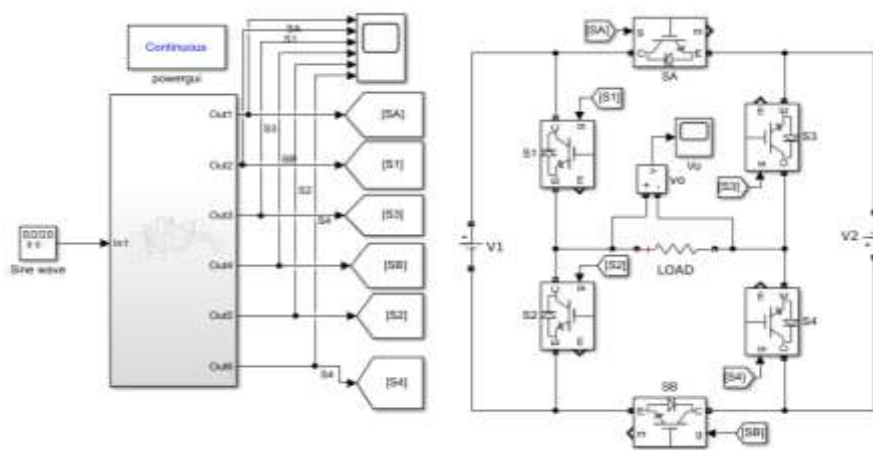 Continuous
powergui
SA
S1
S3
SB
S2
S4
Out1
Out2
Out3
Out4
Out5
Out6
[SA]
[S1]
[S3]
[SB]
[S2]
[S4]
S4
Sine wave
In1
[SA]
g
m
C
E
SA
[S1]
S1
C
g
E
E
m
Vo
Vo
+ -
E
S3
[S3]
V1
V2
LOAD
[S2]
S2
C
g
E
E
S4
[S4]
SB
E
C
m
g
[SB]